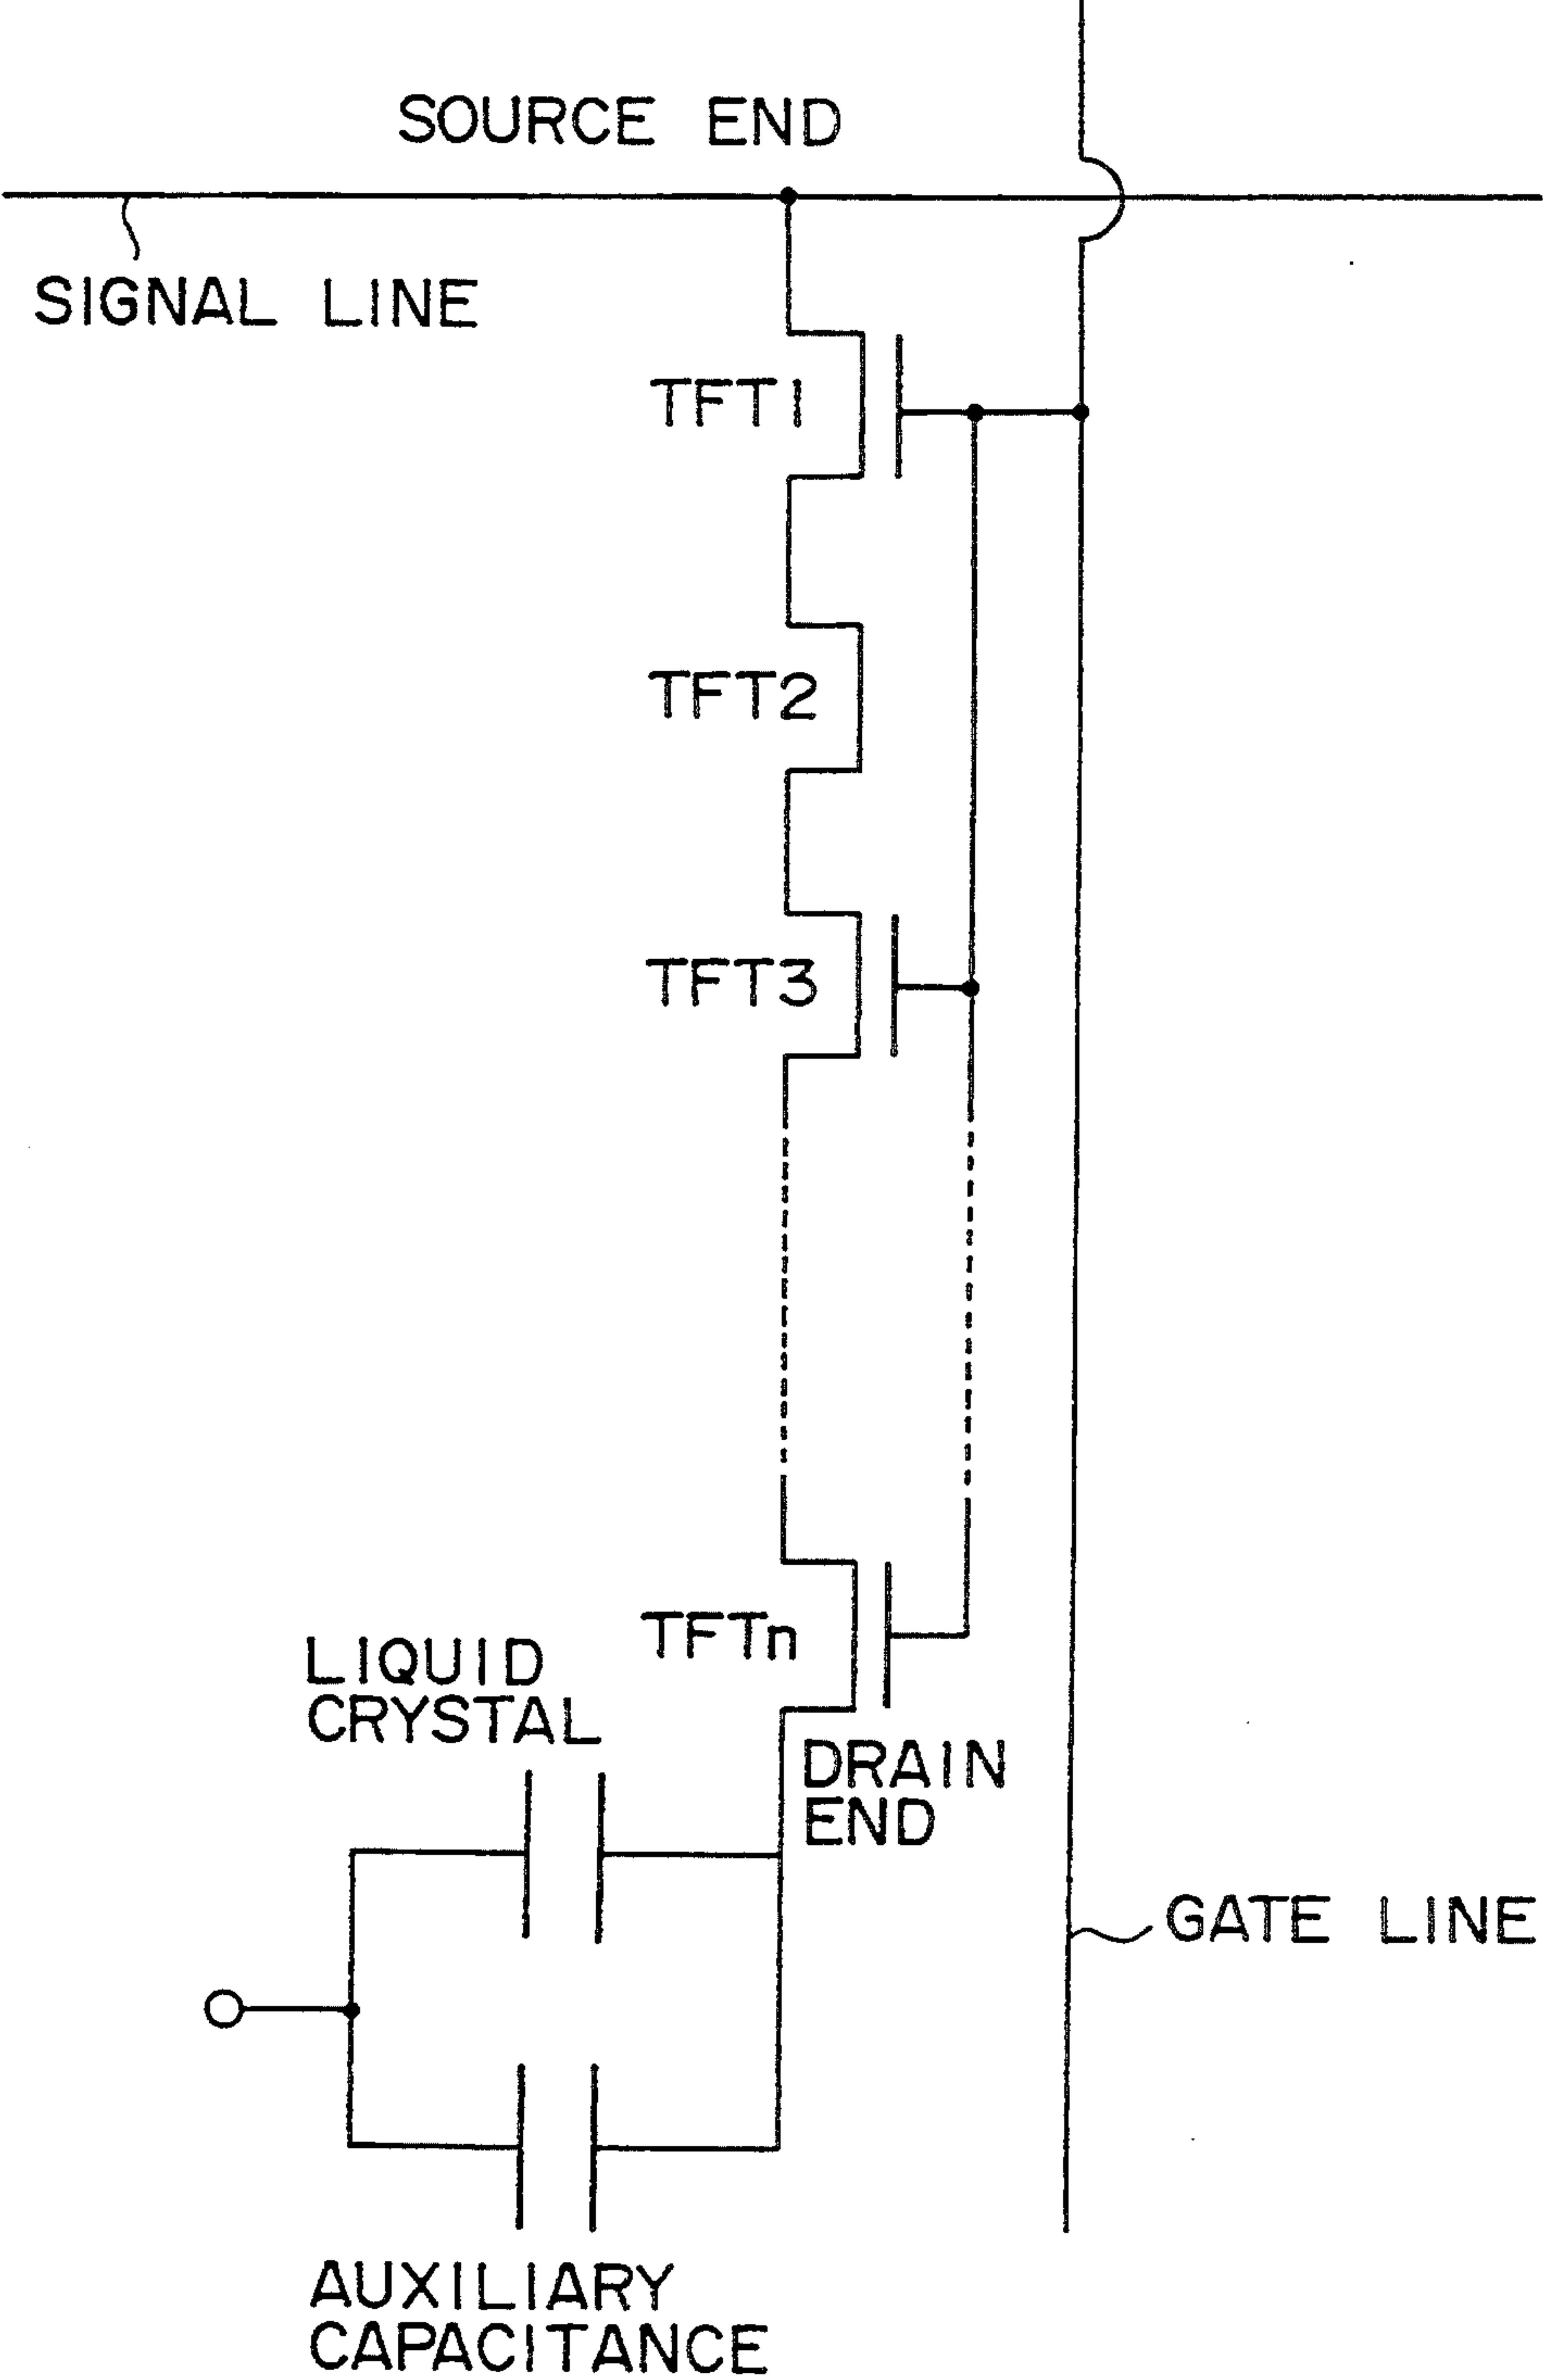 SOURCE END
SIGNAL LINE
TFT1
TFT2
TFT3
TFTn
LIQUID
CRYSTAL
DRAIN
END
GATE LINE
AUXILIARY
CAPACITANCE